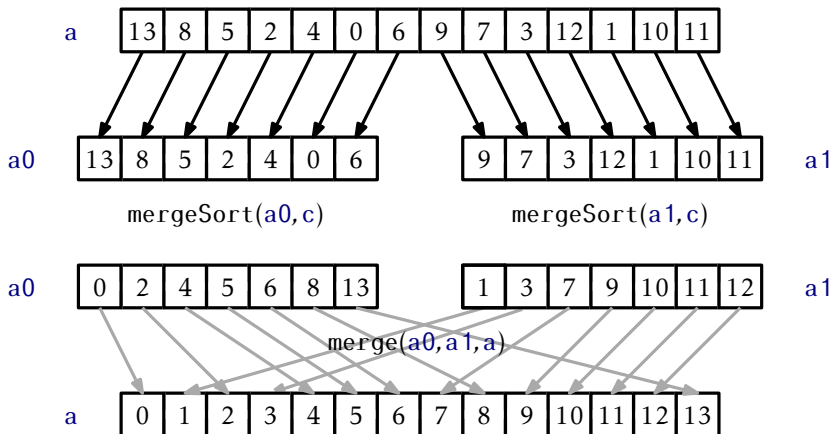 a 13 8 5 2 4 0 6 9 7 3 12 1 10 11
a0 13 8 5 2 4 0 6 9 7 3 12 1 10 11 a1
mergeSort(a0,c) mergeSort(a1,c)
a0 0 2 4 5 6 8 13 1 3 7 9 10 11 12 a1
merge(a0,a1,a)
a 0 1 2 3 4 5 6 7 8 9 10 11 12 13